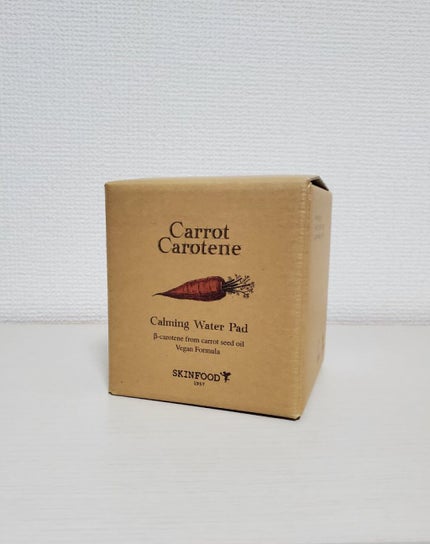 Carrot
Carotene
Calming Water Pad
β-carotene from carrot seed oil
Vegan Formula
SKINFOOD
1957